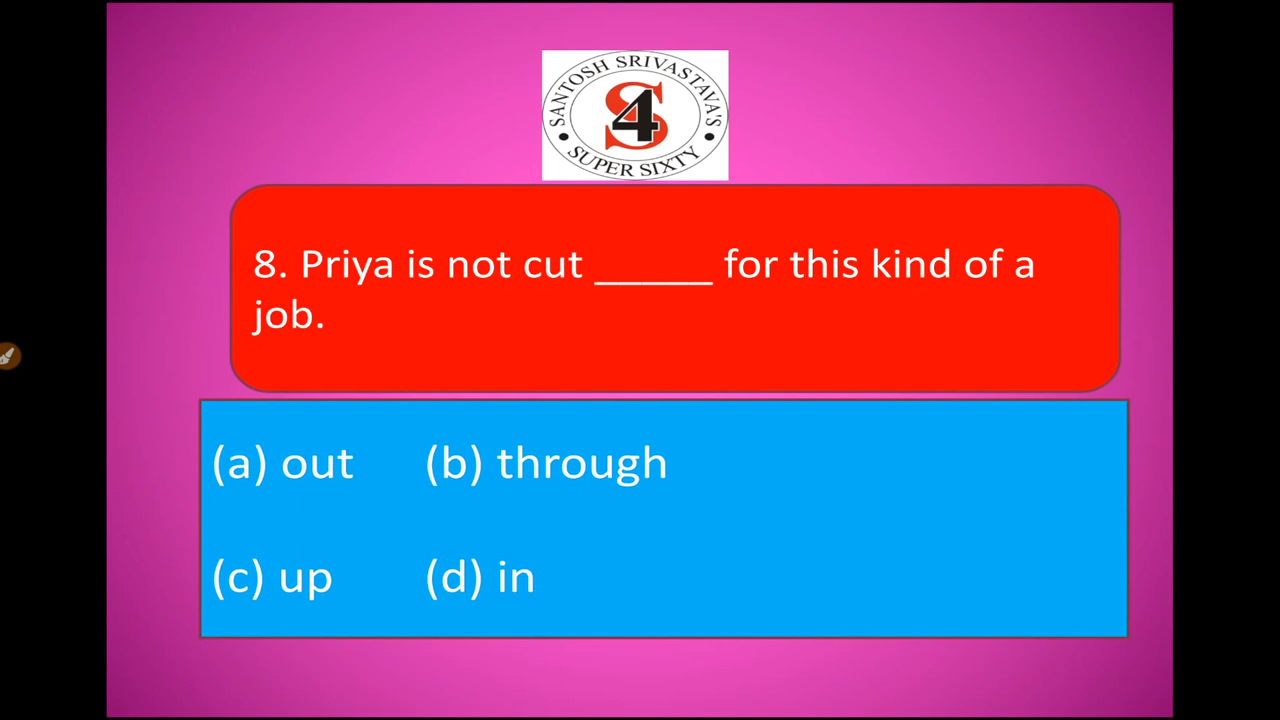 SANTOSH SRIVASTAVA'S
S4
SUPER SIXTY
8. Priya is not cut ______ for this kind of a
job.
(a) out (b) through
(c) up (d) in